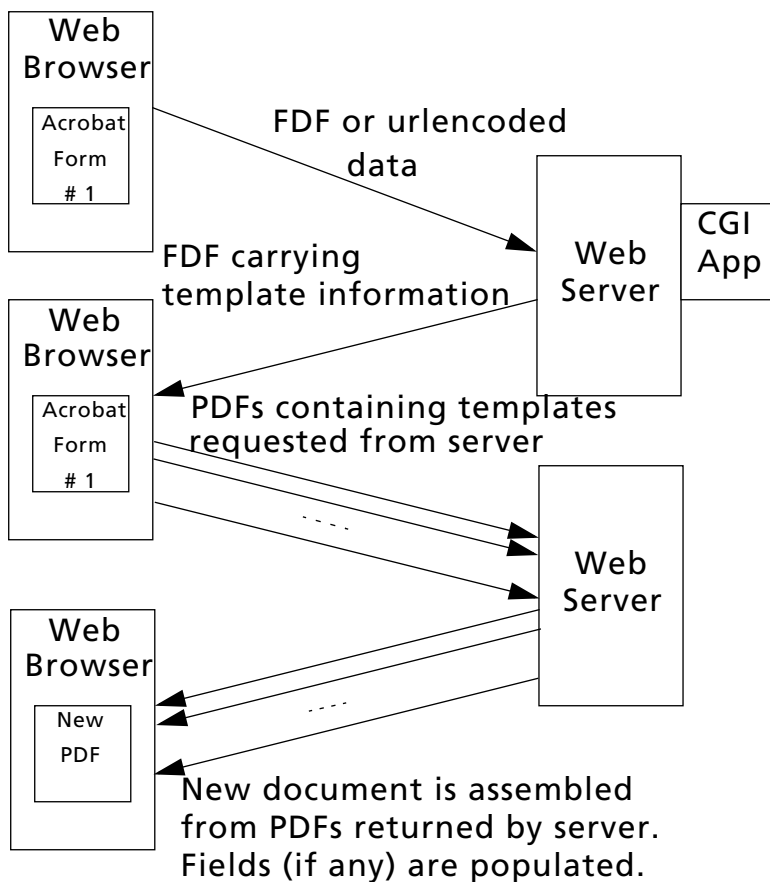 Web
Browser
Acrobat
Form
# 1
FDF or urlencoded
data
Web
Server
CGI
App
FDF carrying
template information
Web
Browser
Acrobat
Form
# 1
PDFs containing templates
requested from server
Web
Server
Web
Browser
New
PDF
New document is assembled
from PDFs returned by server.
Fields (if any) are populated.